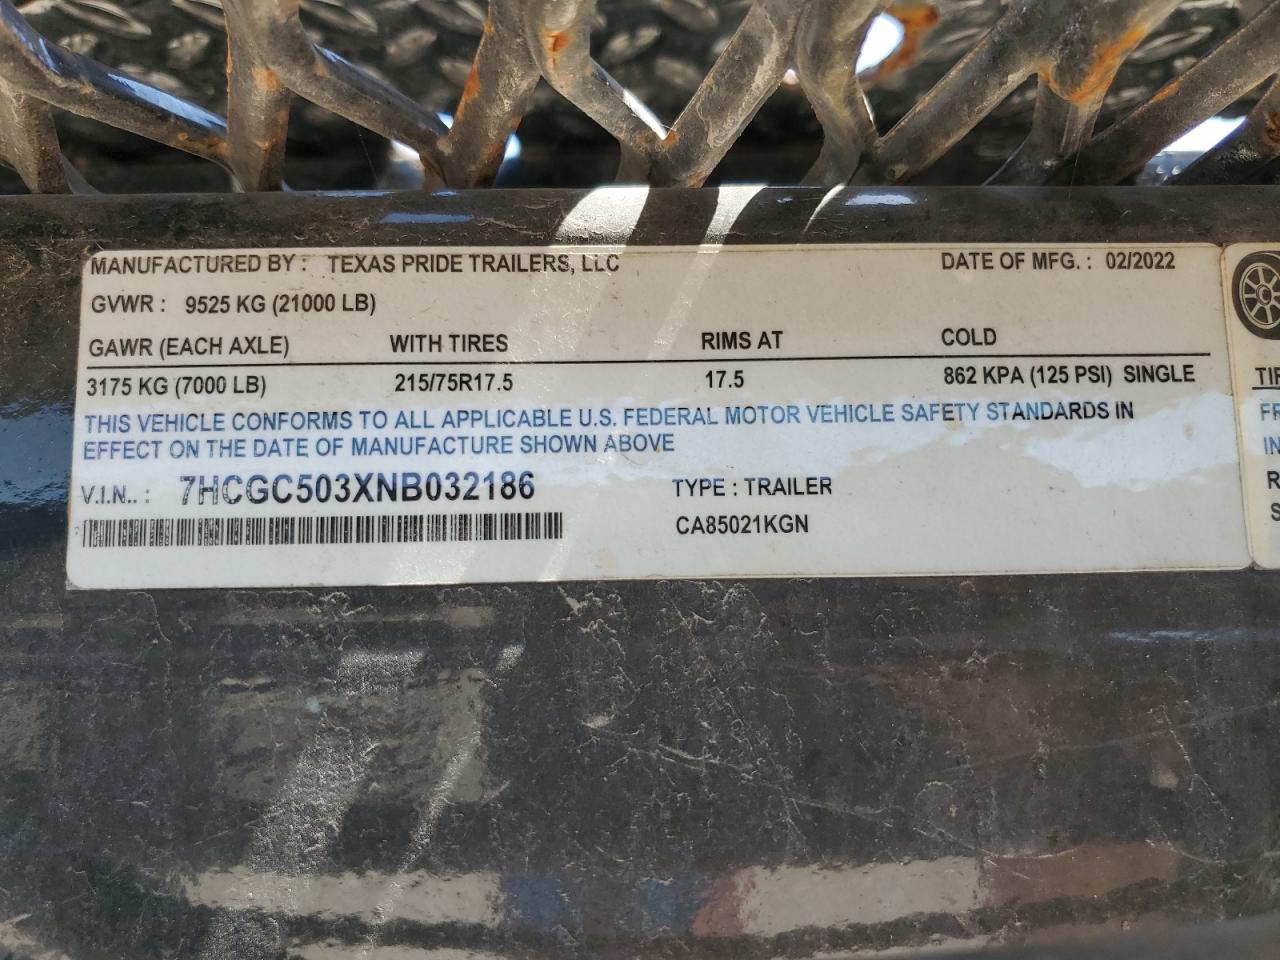 MANUFACTURED BY : TEXAS PRIDE TRAILERS, LLC DATE OF MFG. : 02/2022
GVWR : 9525 KG (21000 LB)
GAWR (EACH AXLE) WITH TIRES RIMS AT COLD
3175 KG (7000 LB) 215/75R17.5 17.5 862 KPA (125 PSI) SINGLE
THIS VEHICLE CONFORMS TO ALL APPLICABLE U.S. FEDERAL MOTOR VEHICLE SAFETY STANDARDS IN
EFFECT ON THE DATE OF MANUFACTURE SHOWN ABOVE
V.I.N.. : 7HCGC503XNB032186 TYPE : TRAILER
CA85021KGN